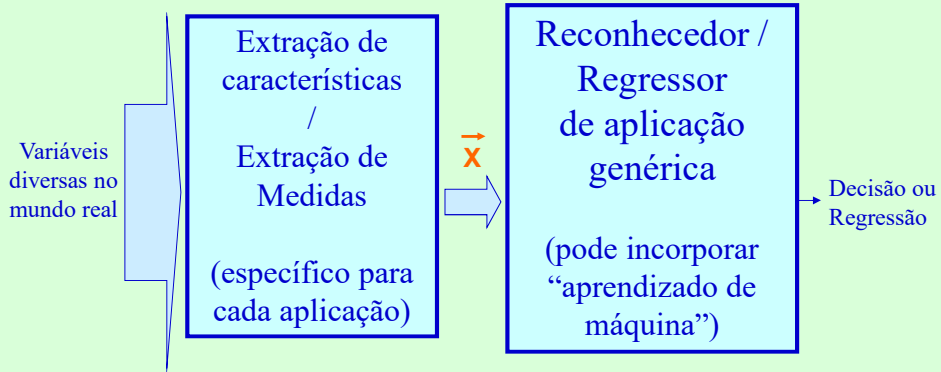 Variáveis
diversas no
mundo real
Extração de
características
/
Extração de
Medidas
(específico para
cada aplicação)
X
Reconhecedor /
Regressor
de aplicação
genérica
(pode incorporar
“aprendizado de
máquina”)
Decisão ou
Regressão